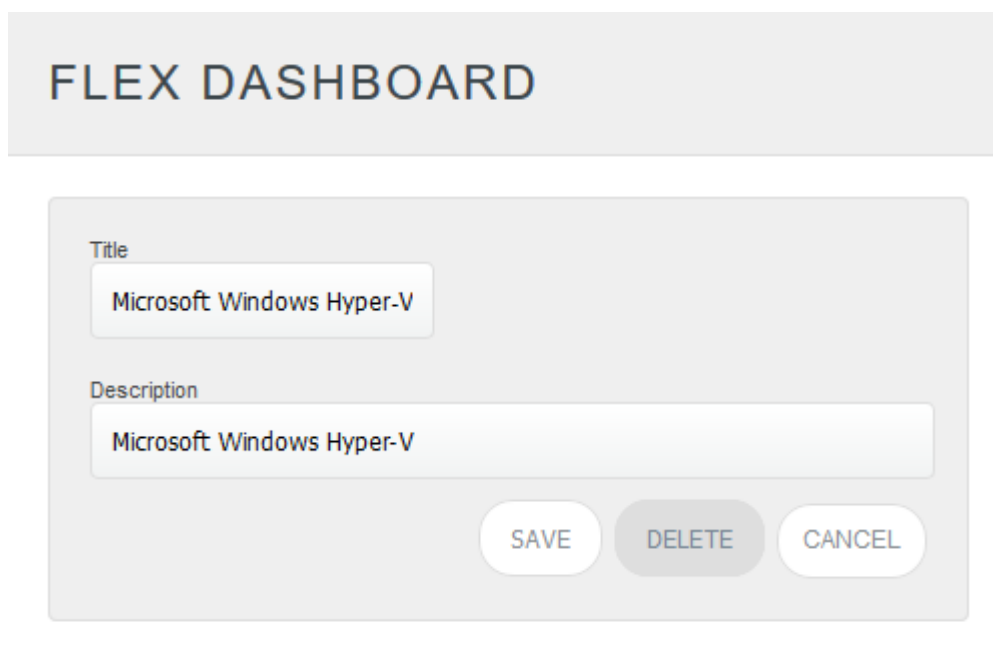 FLEX DASHBOARD
Title
Microsoft Windows Hyper-V
Description
Microsoft Windows Hyper-V
SAVE DELETE CANCEL